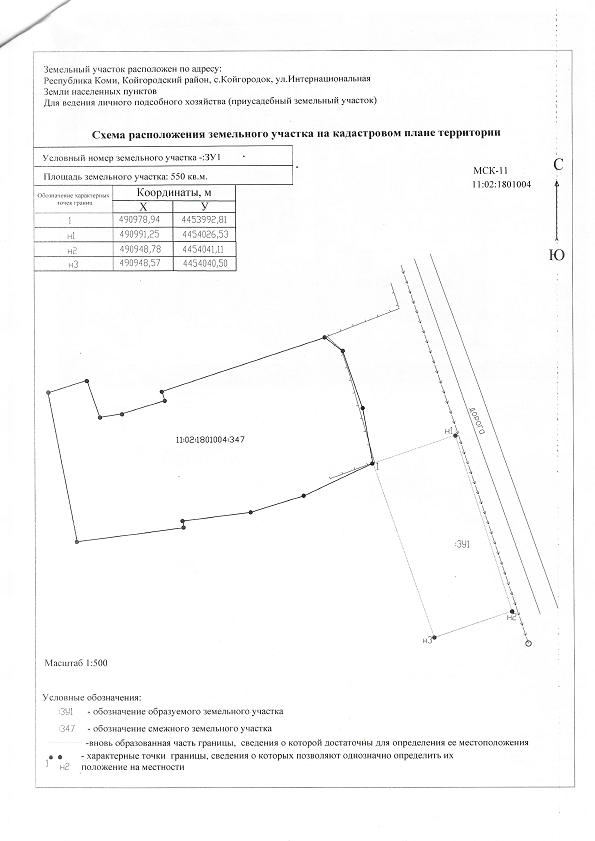 Земельный участок расположен по адресу:
Республика Коми, Койгородский район, с.Койгородок, ул.Интернациональная
Земли населенных пунктов
Для ведения личного подсобного хозяйства (приусадебный земельный участок)
Схема расположения земельного участка на кадастровом плане территории
Условный номер земельного участка -:ЗУ1
Площадь земельного участка: 550 кв.м.
МСК-11
11:02:1801004
С
Ю
Обозначение характерных точек границ
Координаты, м
Х У
1 490978,94 4453992,81
н1 490991,25 4454026,53
н2 490948,78 4454041,11
н3 490948,57 4454040,50
дорога
н1
11:02:1801004:347
1
:ЗУ1
н2
н3
Масштаб 1:500
Условные обозначения:
:ЗУ1 - обозначение образуемого земельного участка
:347 - обозначение смежного земельного участка
-вновь образованная часть границы, сведения о которой достаточны для определения ее местоположения
- характерные точки границы, сведения о которых позволяют однозначно определить их
1 н2 положение на местности